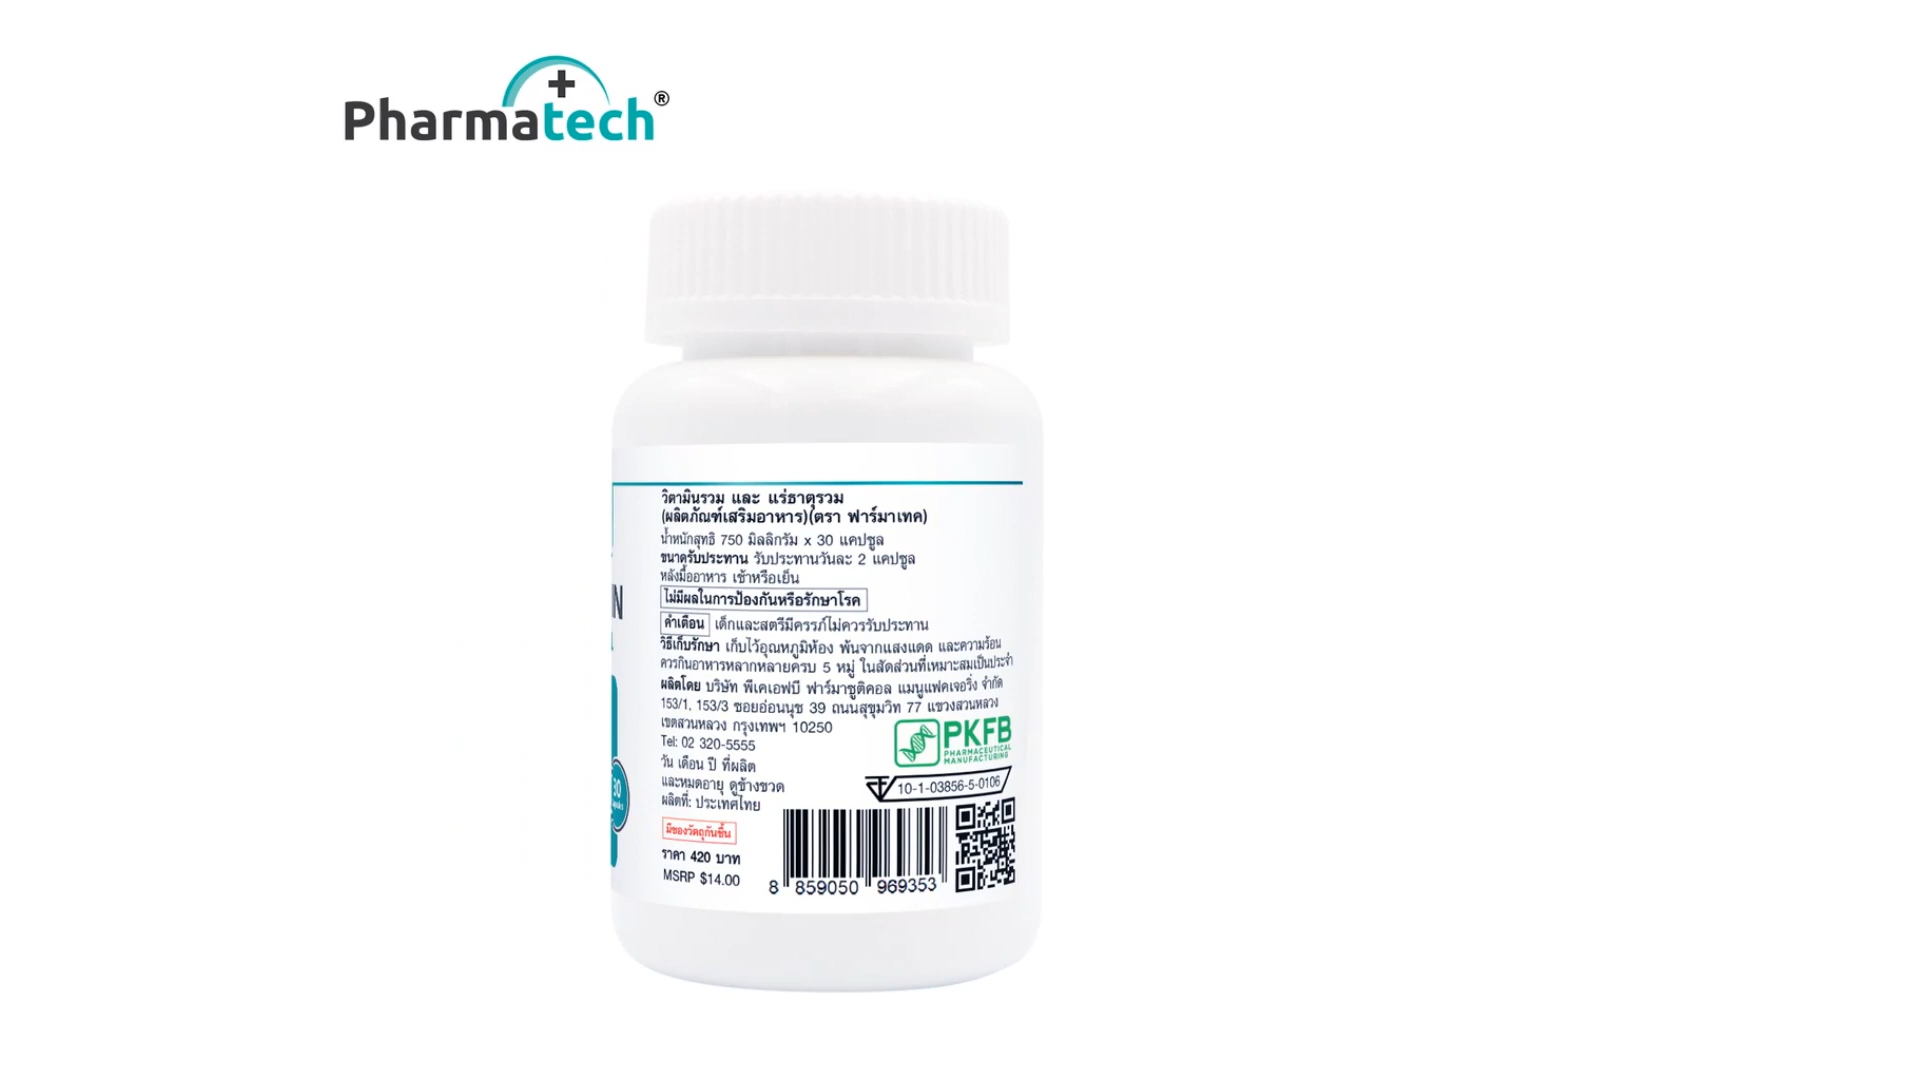 Pharmatech®
วิตามินรวม และ แร่ธาตุรวม
(ผลิตภัณฑ์เสริมอาหาร)(ตรา ฟาร์มาเทค)
น้ำหนักสุทธิ 750 มิลลิกรัม x 30 แคปซูล
ขนาดรับประทาน รับประทานวันละ 2 แคปซูล
หลังมื้ออาหาร เช้าหรือเย็น
ไม่มีผลในการป้องกันหรือรักษาโรค
คำเตือน เด็กและสตรีมีครรภ์ไม่ควรรับประทาน
วิธีเก็บรักษา เก็บไว้อุณหภูมิห้อง พ้นจากแสงแดด และความร้อน
ควรกินอาหารหลากหลายครบ 5 หมู่ ในสัดส่วนที่เหมาะสมเป็นประจำ
ผลิตโดย บริษัท พีเคเอฟบี ฟาร์มาซูติคอล แมนูแฟคเจอริ่ง จำกัด
153/1, 153/3 ซอยอ่อนนุช 39 ถนนสุขุมวิท 77 แขวงสวนหลวง
เขตสวนหลวง กรุงเทพฯ 10250
Tel: 02 320-5555
วัน เดือน ปี ที่ผลิต
และหมดอายุ ดูข้างขวด
ผลิตที่: ประเทศไทย
PKFB
PHARMACEUTICAL
MANUFACTURING
10-1-03856-5-0106
มีซองวัตถุกันชื้น
ราคา 420 บาท
MSRP $14.00
8 859050 969353
IN
30